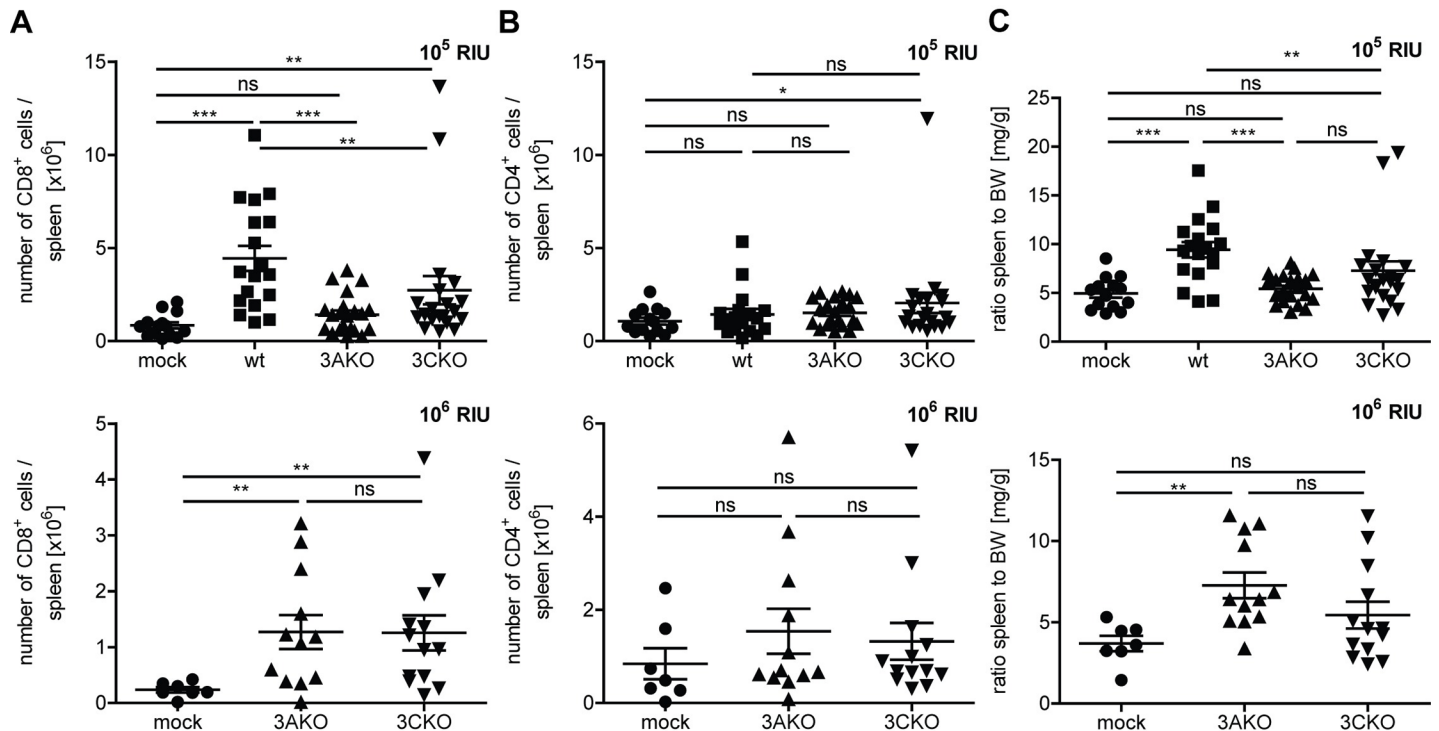 A
10⁵ RIU
number of CD8⁺ cells /
spleen [x10⁶]
15
10
5
0
**
ns
*** ***
**
mock wt 3AKO 3CKO
B
10⁵ RIU
number of CD4⁺ cells /
spleen [x10⁶]
15
10
5
0
ns
*
ns
ns ns
mock wt 3AKO 3CKO
C
10⁵ RIU
ratio spleen to BW [mg/g]
25
20
15
10
5
0
**
ns
ns
*** *** ns
mock wt 3AKO 3CKO
10⁶ RIU
number of CD8⁺ cells /
spleen [x10⁶]
5
4
3
2
1
0
**
** ns
mock 3AKO 3CKO
10⁶ RIU
number of CD4⁺ cells /
spleen [x10⁶]
6
4
2
0
ns
ns ns
mock 3AKO 3CKO
10⁶ RIU
ratio spleen to BW [mg/g]
15
10
5
0
ns
** ns
mock 3AKO 3CKO